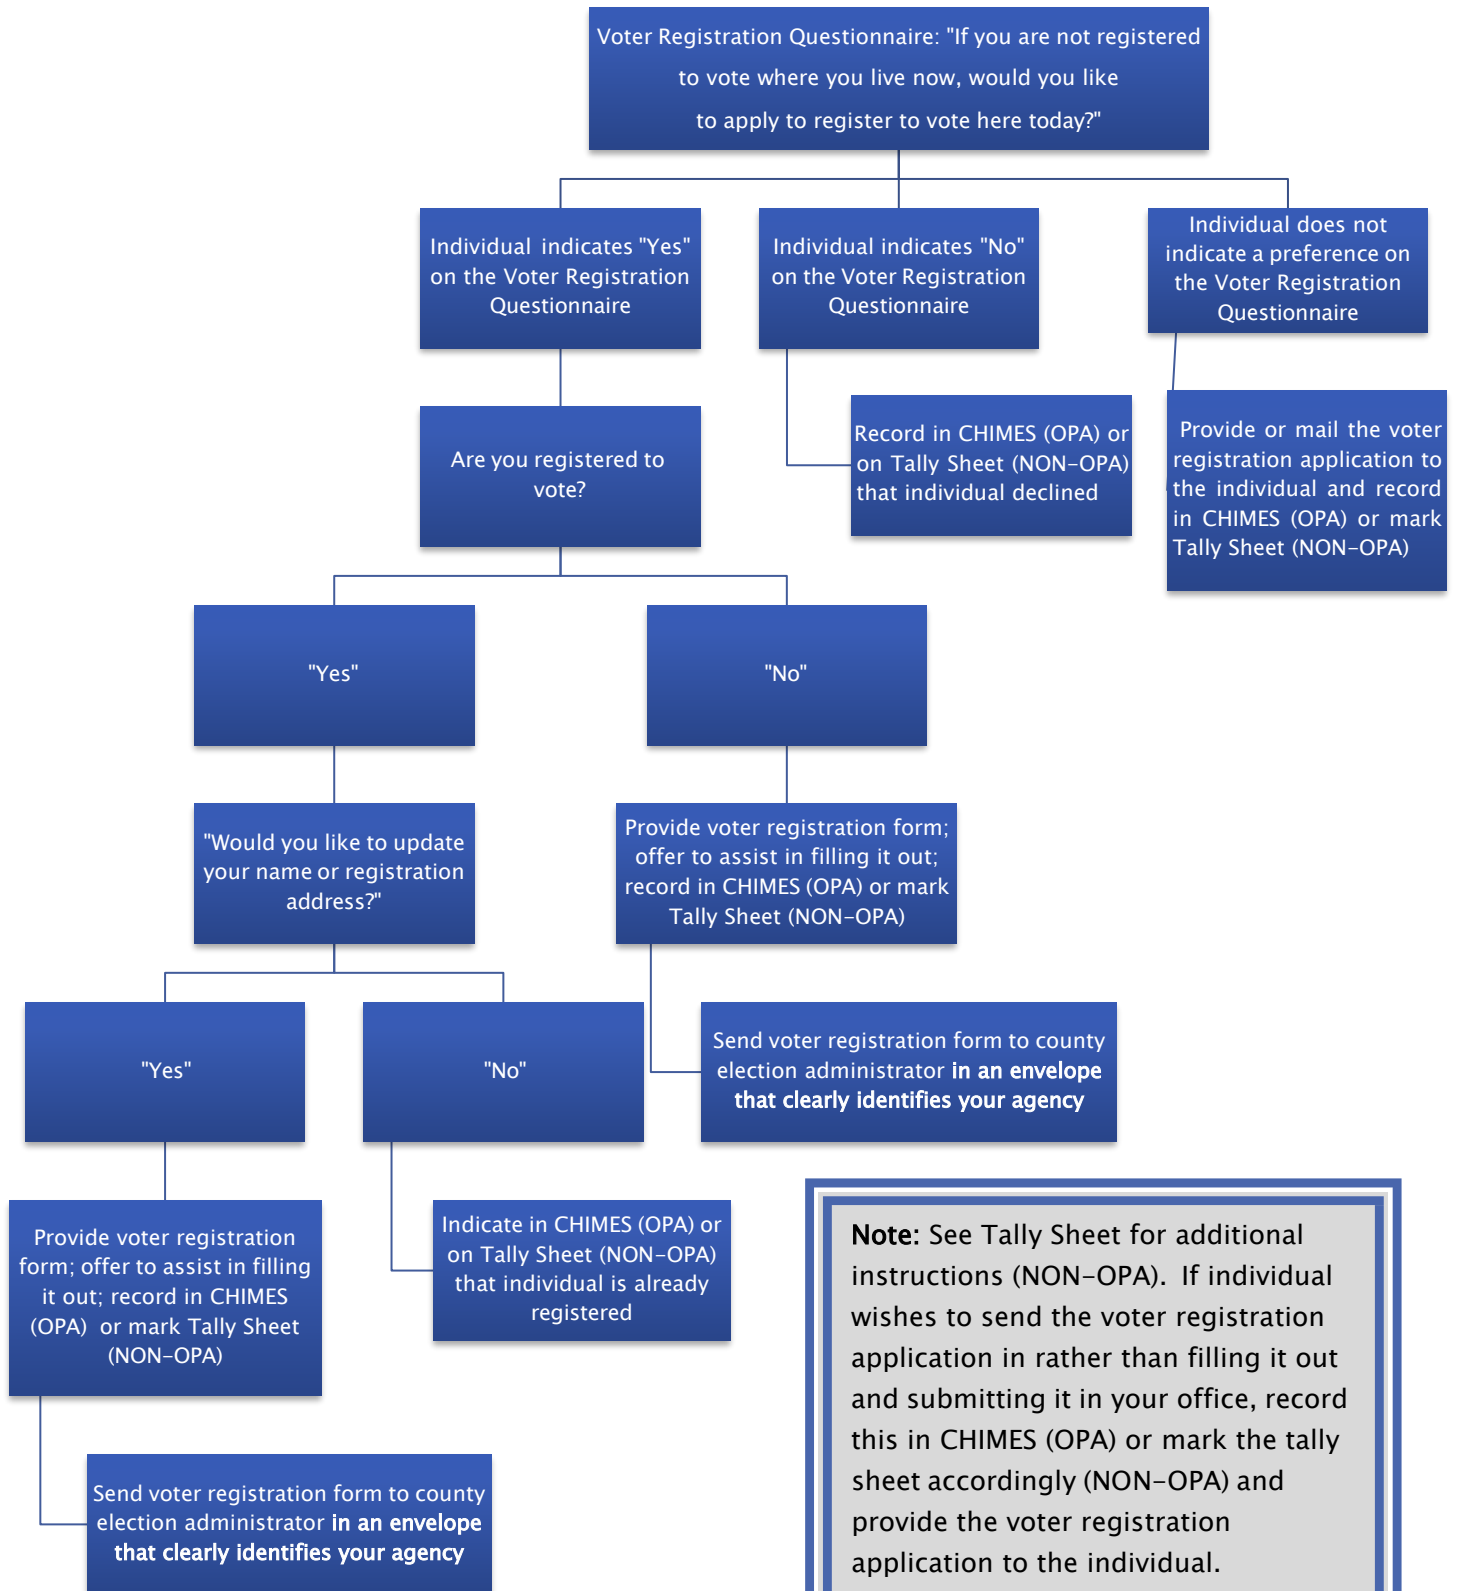 Voter Registration Questionnaire: "If you are not registered
to vote where you live now, would you like
to apply to register to vote here today?"
Individual indicates "Yes"
on the Voter Registration
Questionnaire
Individual indicates "No"
on the Voter Registration
Questionnaire
Individual does not
indicate a preference on
the Voter Registration
Questionnaire
Are you registered to
vote?
Record in CHIMES (OPA) or
on Tally Sheet (NON-OPA)
that individual declined
Provide or mail the voter
registration application to
the individual and record
in CHIMES (OPA) or mark
Tally Sheet (NON-OPA)
"Yes"
"No"
"Would you like to update
your name or registration
address?"
Provide voter registration form;
offer to assist in filling it out;
record in CHIMES (OPA) or mark
Tally Sheet (NON-OPA)
"Yes"
"No"
Send voter registration form to county
election administrator in an envelope
that clearly identifies your agency
Provide voter registration
form; offer to assist in filling
it out; record in CHIMES
(OPA) or mark Tally Sheet
(NON-OPA)
Indicate in CHIMES (OPA) or
on Tally Sheet (NON-OPA)
that individual is already
registered
Send voter registration form to county
election administrator in an envelope
that clearly identifies your agency
Note: See Tally Sheet for additional
instructions (NON-OPA). If individual
wishes to send the voter registration
application in rather than filling it out
and submitting it in your office, record
this in CHIMES (OPA) or mark the tally
sheet accordingly (NON-OPA) and
provide the voter registration
application to the individual.